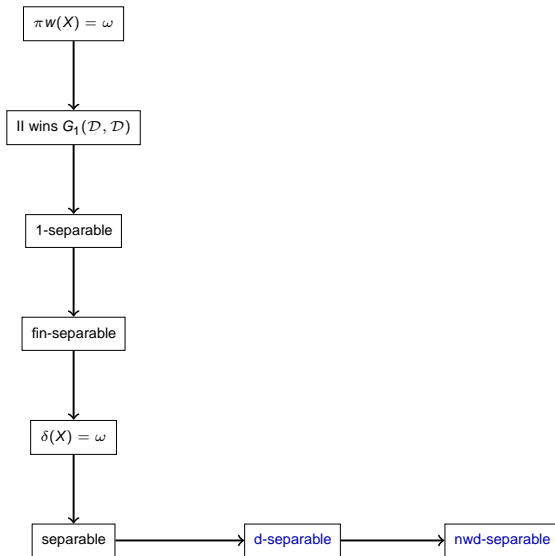 πw(X) = ω
II wins G₁(𝒟, 𝒟)
1-separable
fin-separable
δ(X) = ω
separable
d-separable
nwd-separable